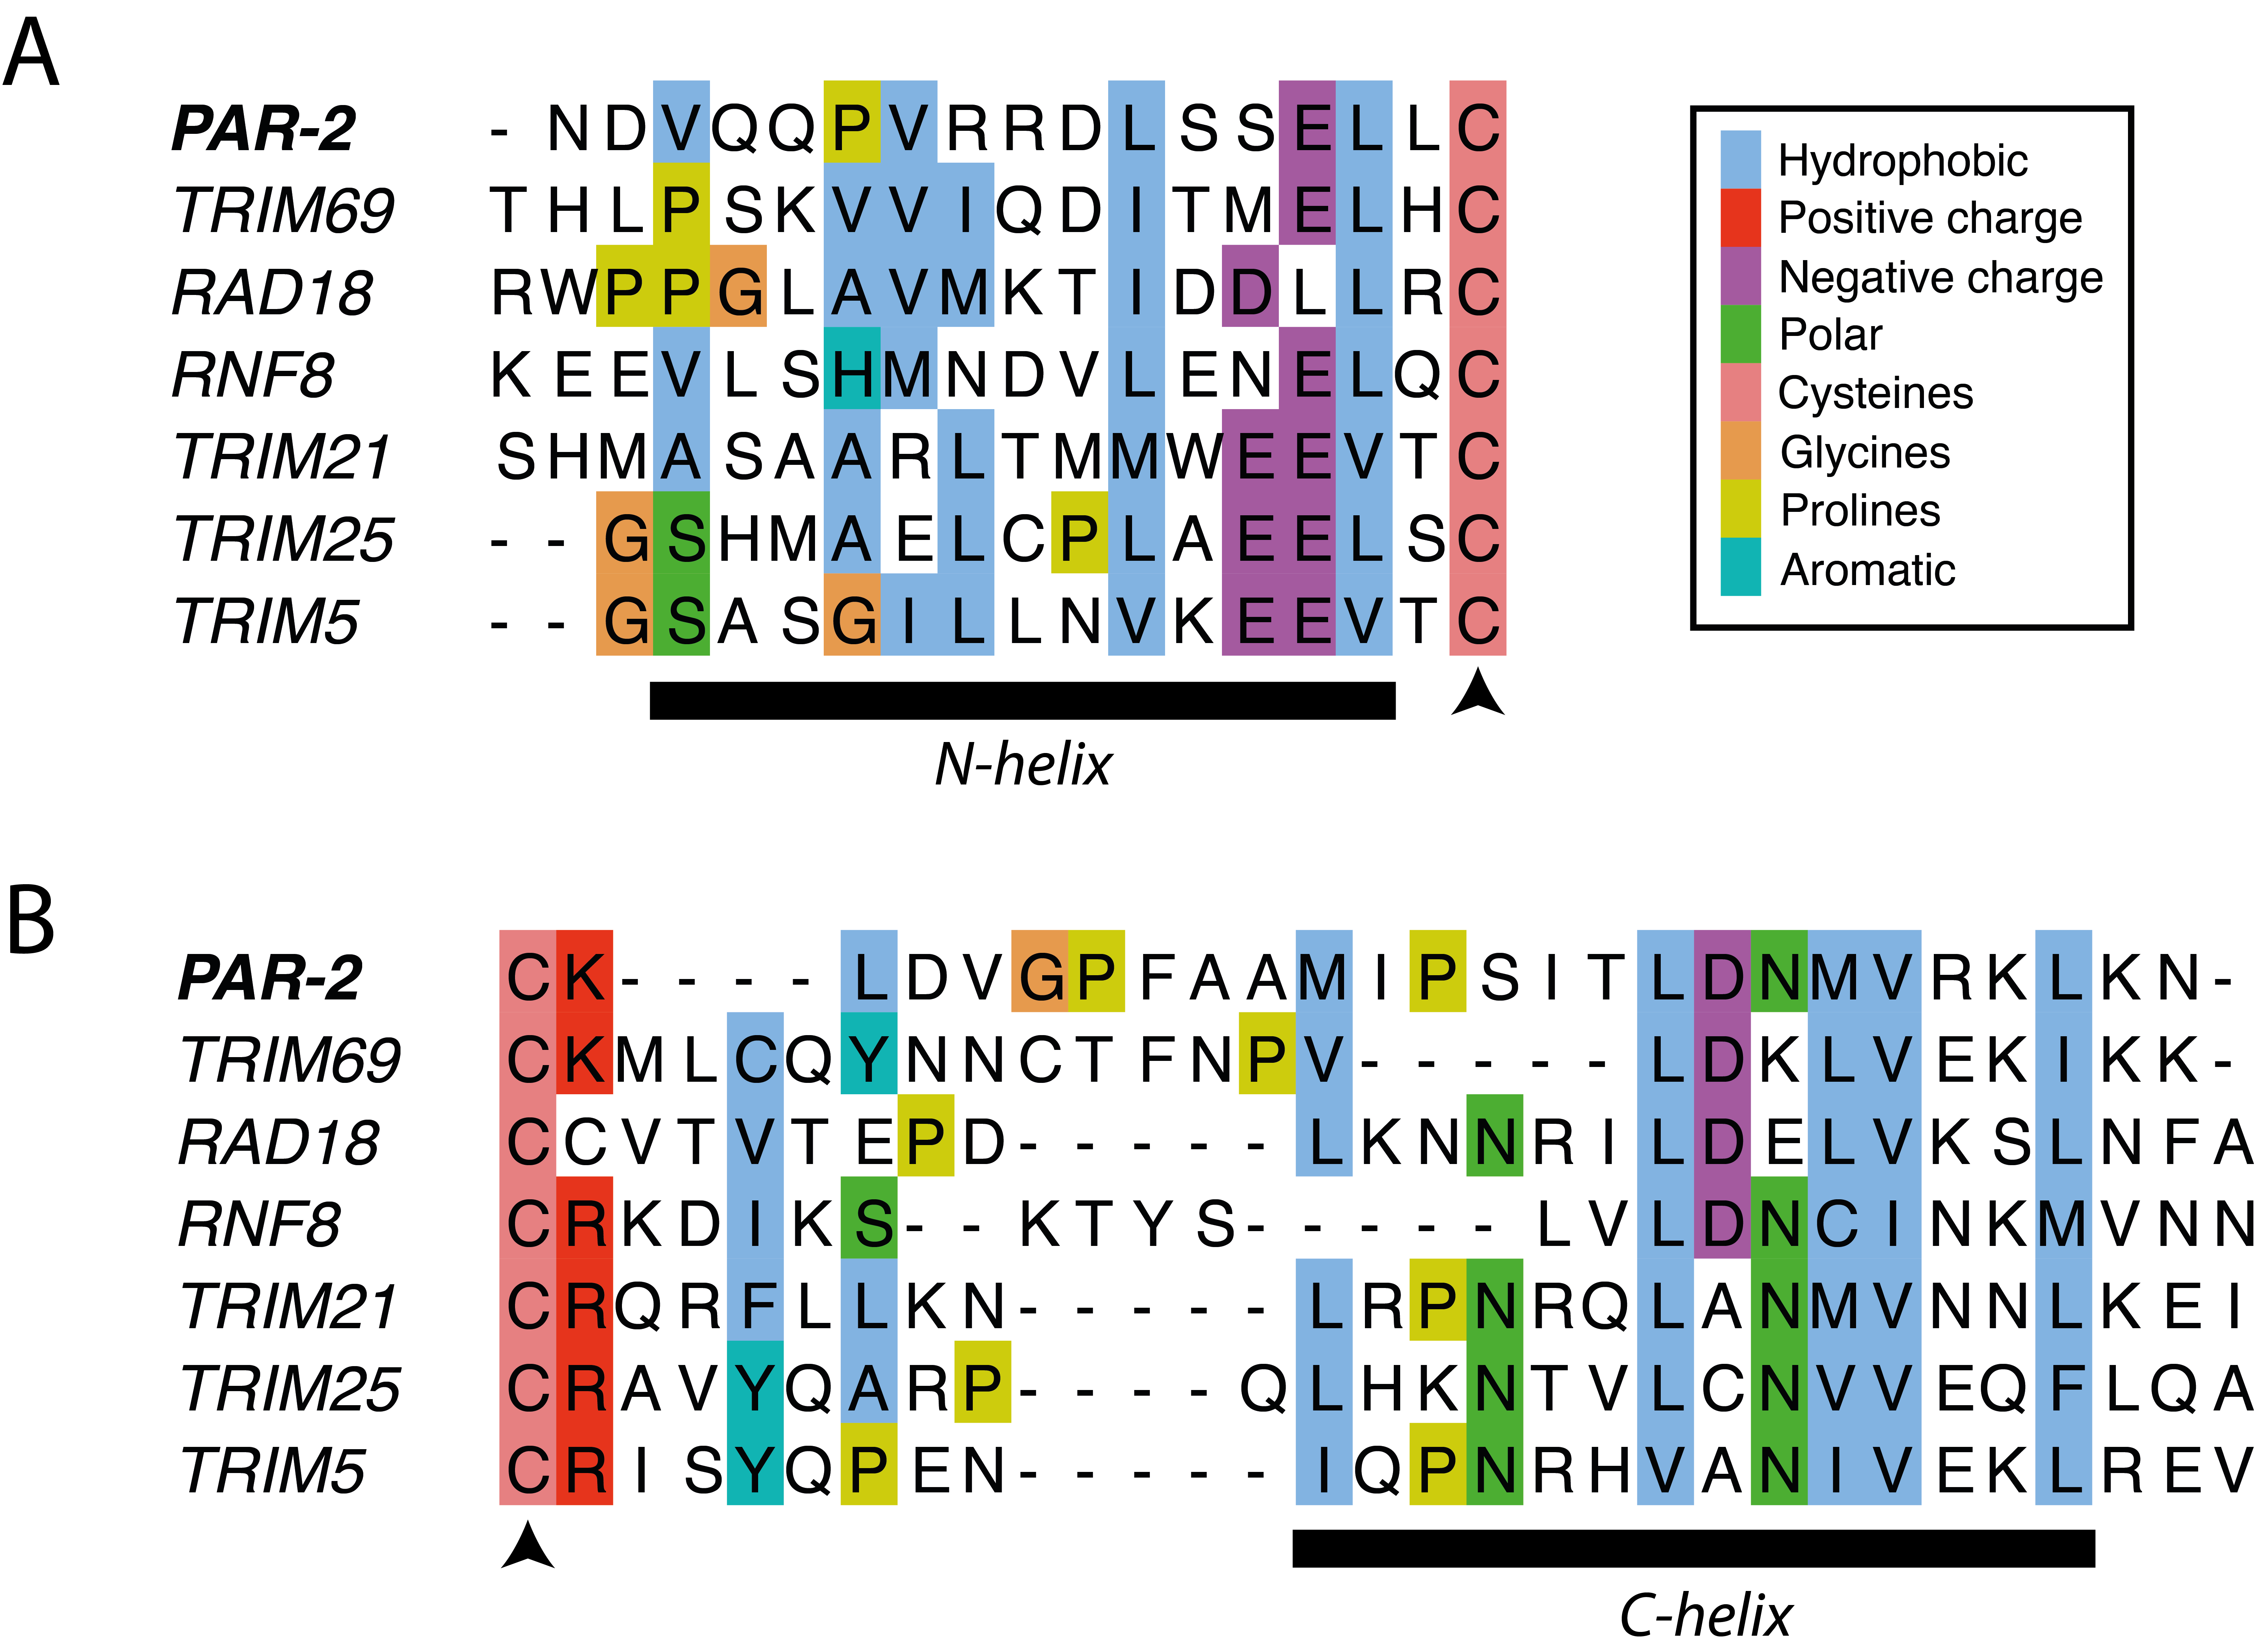 A
PAR-2 - N D V Q Q P V R R D L S S E L L C
TRIM69 T H L P S K V V I Q D I T M E L H C
RAD18 R W P P G L A V M K T I D D L L R C
RNF8 K E E V L S H M N D V L E N E L Q C
TRIM21 S H M A S A A R L T M M W E E V T C
TRIM25 - - G S H M A E L C P L A E E L S C
TRIM5 - - G S A S G I L L N V K E E V T C
N-helix
Hydrophobic
Positive charge
Negative charge
Polar
Cysteines
Glycines
Prolines
Aromatic
B
PAR-2 C K - - - - L D V G P F A A M I P S I T L D N M V R K L K N -
TRIM69 C K M L C Q Y N N C T F N P V - - - - - L D K L V E K I K K -
RAD18 C C V T V T E P D - - - - - L K N N R I L D E L V K S L N F A
RNF8 C R K D I K S - - K T Y S - - - - - L V L D N C I N K M V N N
TRIM21 C R Q R F L L K N - - - - - L R P N R Q L A N M V N N L K E I
TRIM25 C R A V Y Q A R P - - - - Q L H K N T V L C N V V E Q F L Q A
TRIM5 C R I S Y Q P E N - - - - - I Q P N R H V A N I V E K L R E V
C-helix